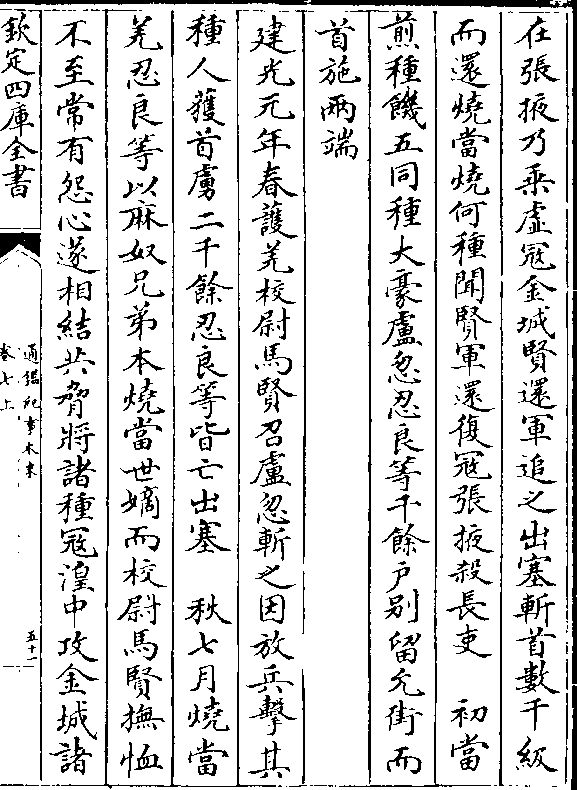 在張掖乃乗虚冦金城賢還軍追之出塞斬首數千級
而還燒當燒何種聞賢軍還復冦張掖殺長吏　初當
煎種饑五同種大豪盧怱忍良等千餘户别留允街而
首施兩端
建光元年春護羌校尉馬賢召盧怱斬之因放兵擊其
種人獲首虜二千餘忍良等皆亡出塞　秋七月燒當
羌忍良等以麻奴兄弟本燒當世嫡而校尉馬賢撫恤
不至常有怨心遂相結共脅將諸種冦湟中攻金城諸
欽定四庫全書
通鑑紀事本末
卷七上
五十一